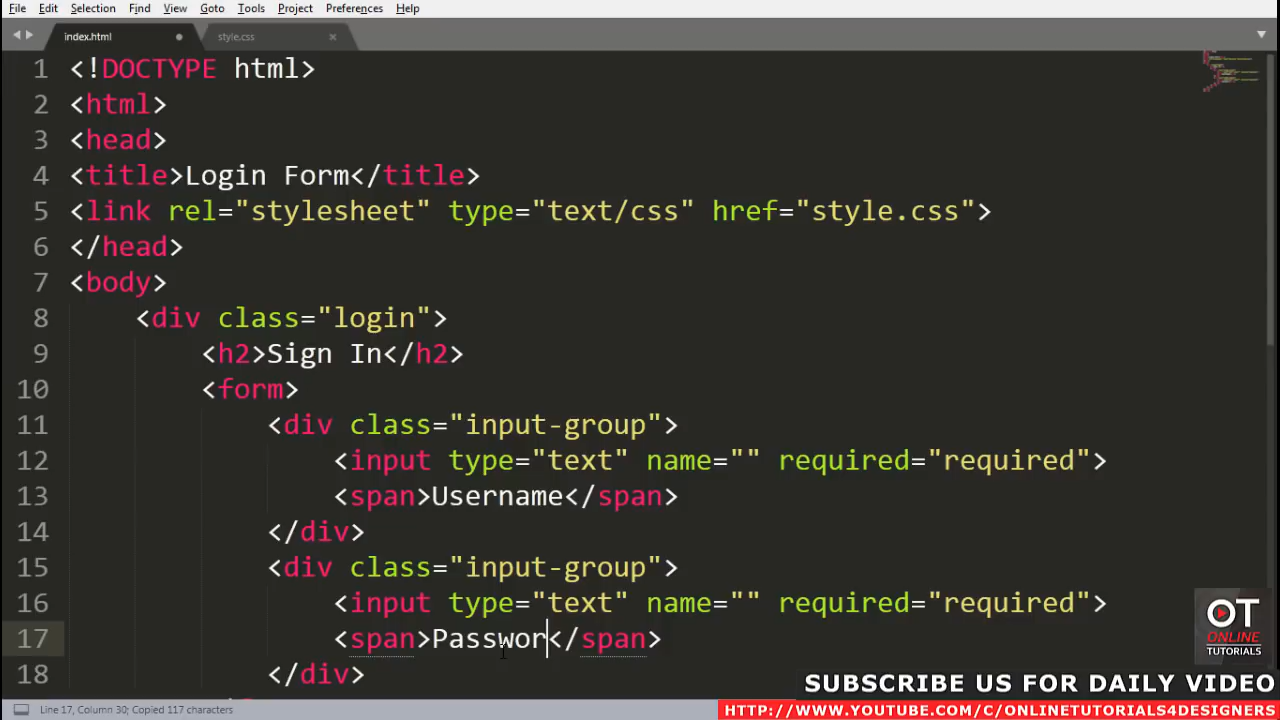 File Edit Selection Find View Goto Tools Project Preferences Help
index.html style.css
1 <!DOCTYPE html>
2 <html>
3 <head>
4 <title>Login Form</title>
5 <link rel="stylesheet" type="text/css" href="style.css">
6 </head>
7 <body>
8 <div class="login">
9 <h2>Sign In</h2>
10 <form>
11 <div class="input-group">
12 <input type="text" name="" required="required">
13 <span>Username</span>
14 </div>
15 <div class="input-group">
16 <input type="text" name="" required="required">
17 <span>Passwor</span>
18 </div>
OT
ONLINE
TUTORIALS
SUBSCRIBE US FOR DAILY VIDEO
Line 17, Column 30; Copied 117 characters
HTTP://WWW.YOUTUBE.COM/C/ONLINETUTORIALS4DESIGNERS